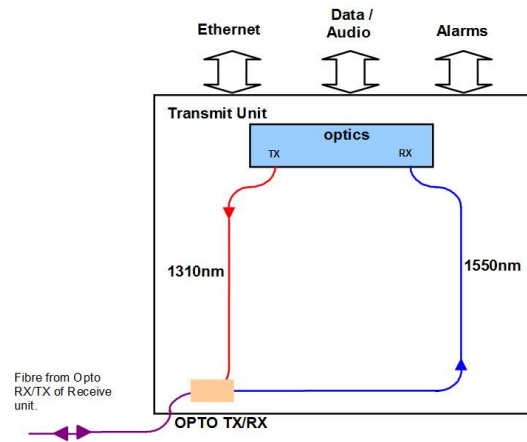 Ethernet
Data /
Audio
Alarms
Transmit Unit
optics
TX
RX
1310nm
1550nm
Fibre from Opto
RX/TX of Receive
unit.
OPTO TX/RX